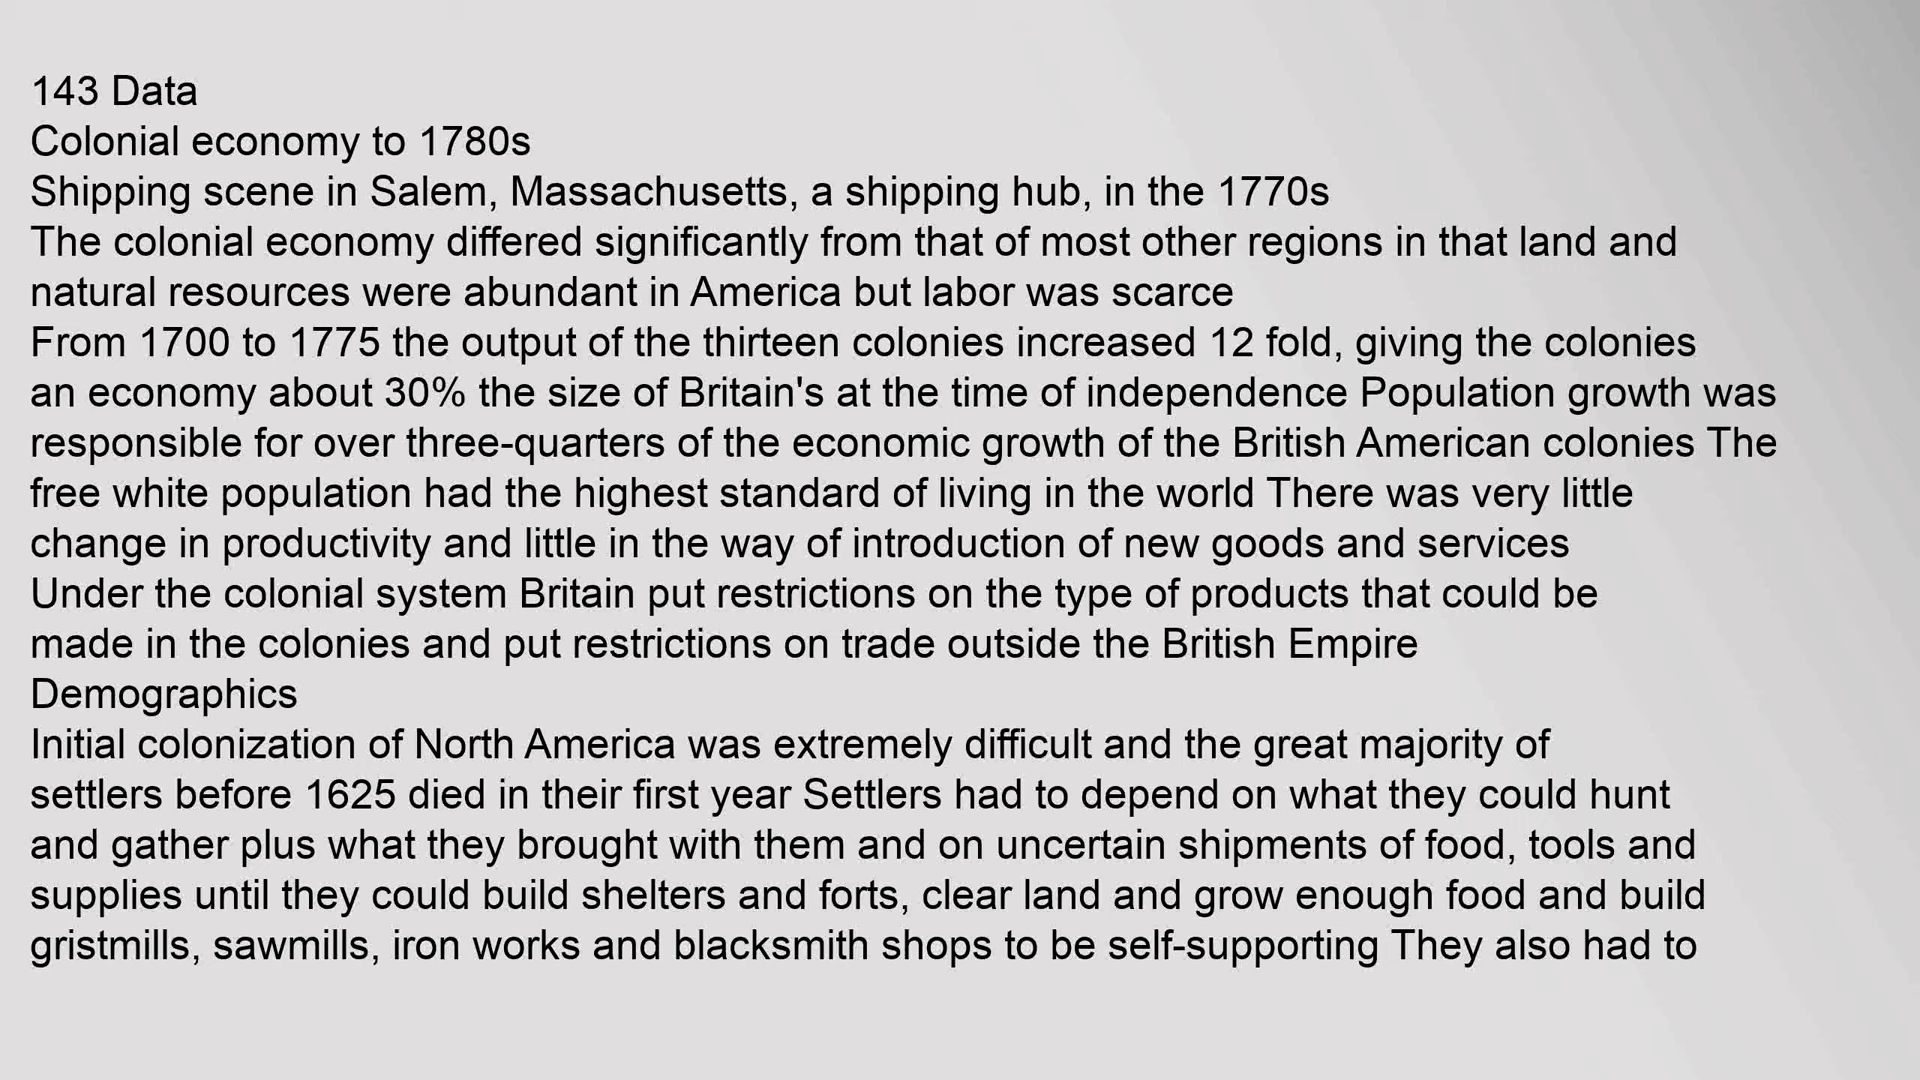 143 Data
Colonial economy to 1780s
Shipping scene in Salem, Massachusetts, a shipping hub, in the 1770s
The colonial economy differed significantly from that of most other regions in that land and
natural resources were abundant in America but labor was scarce
From 1700 to 1775 the output of the thirteen colonies increased 12 fold, giving the colonies
an economy about 30% the size of Britain's at the time of independence Population growth was
responsible for over three-quarters of the economic growth of the British American colonies The
free white population had the highest standard of living in the world There was very little
change in productivity and little in the way of introduction of new goods and services
Under the colonial system Britain put restrictions on the type of products that could be
made in the colonies and put restrictions on trade outside the British Empire
Demographics
Initial colonization of North America was extremely difficult and the great majority of
settlers before 1625 died in their first year Settlers had to depend on what they could hunt
and gather plus what they brought with them and on uncertain shipments of food, tools and
supplies until they could build shelters and forts, clear land and grow enough food and build
gristmills, sawmills, iron works and blacksmith shops to be self-supporting They also had to